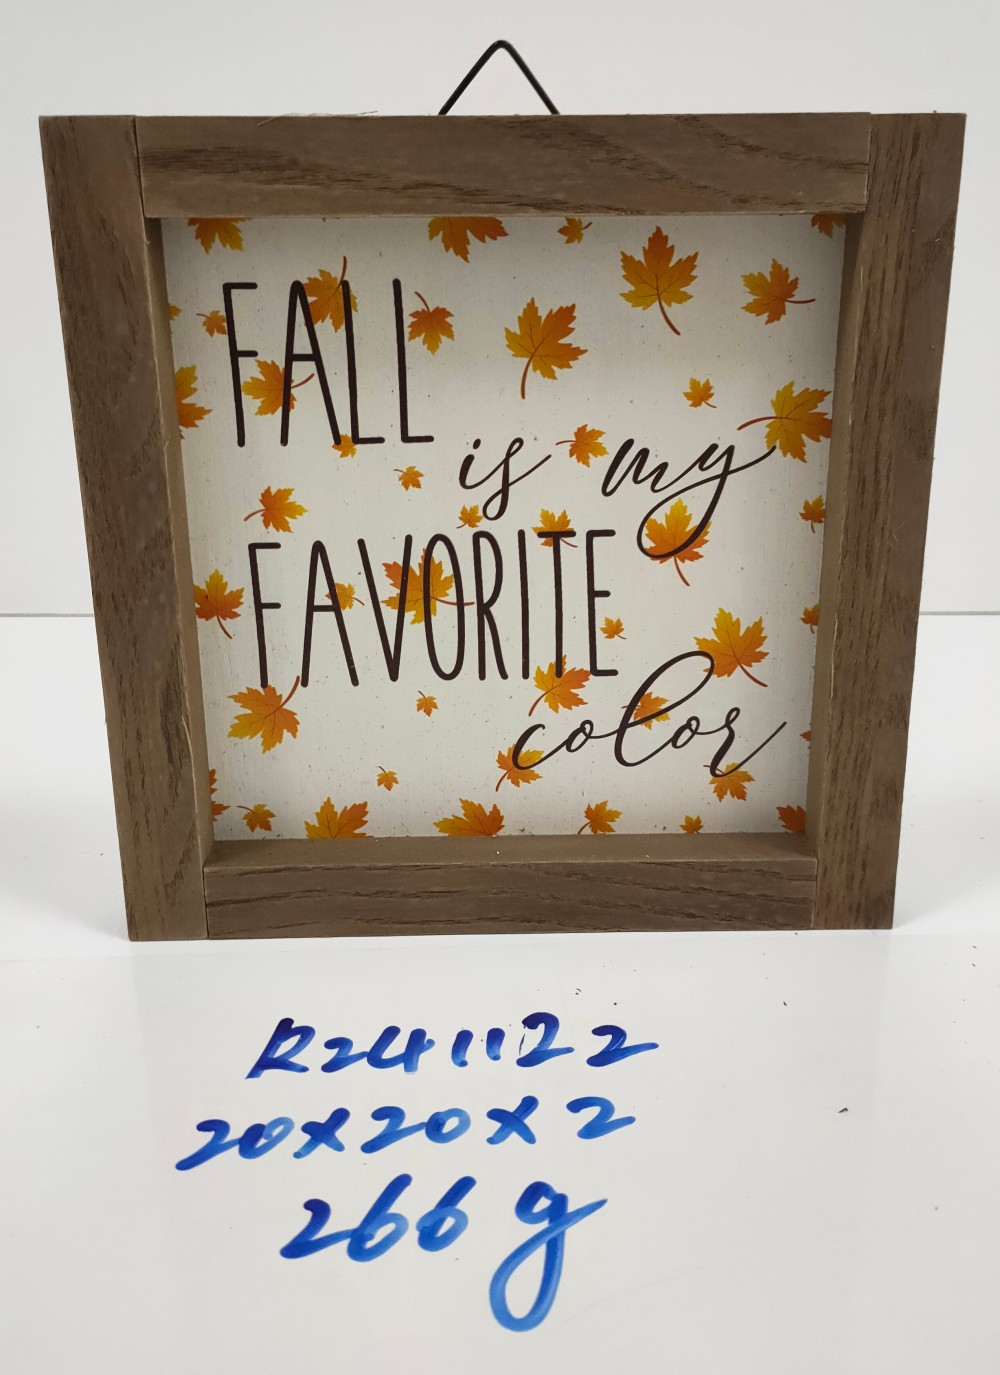 FALL
is my
FAVORITE
color
R241122
20x20x2
266g